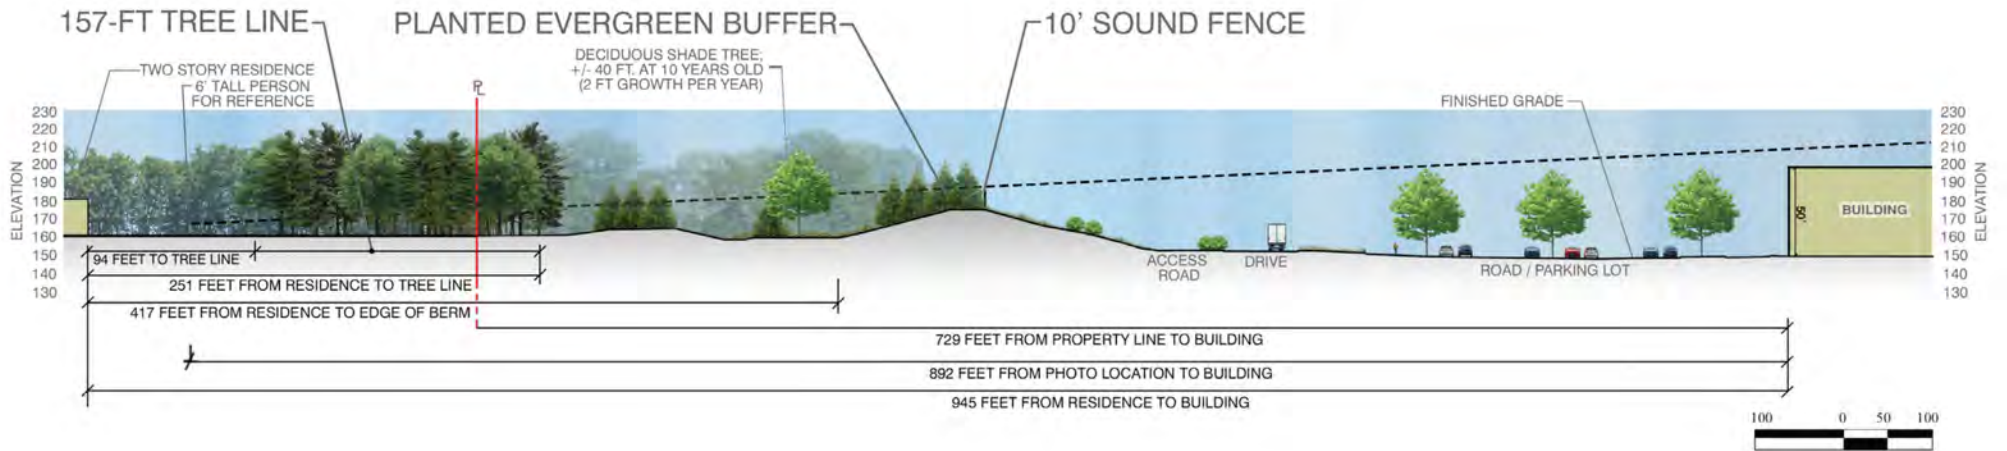 157-FT TREE LINE
PLANTED EVERGREEN BUFFER
10' SOUND FENCE
TWO STORY RESIDENCE
6' TALL PERSON
FOR REFERENCE
PL
DECIDUOUS SHADE TREE;
+/- 40 FT. AT 10 YEARS OLD
(2 FT GROWTH PER YEAR)
FINISHED GRADE
ELEVATION
230
220
210
200
190
180
170
160
150
140
130
230
220
210
200
190
180
170
160
150
140
130
ELEVATION
50'
BUILDING
ACCESS
ROAD
DRIVE
ROAD / PARKING LOT
94 FEET TO TREE LINE
251 FEET FROM RESIDENCE TO TREE LINE
417 FEET FROM RESIDENCE TO EDGE OF BERM
729 FEET FROM PROPERTY LINE TO BUILDING
892 FEET FROM PHOTO LOCATION TO BUILDING
945 FEET FROM RESIDENCE TO BUILDING
100 0 50 100